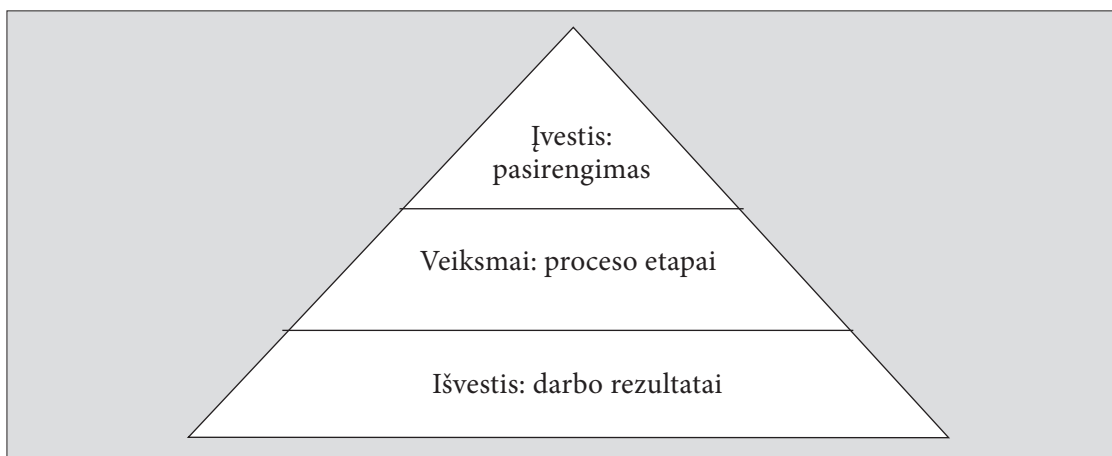 Įvestis:
pasirengimas
Veiksmai: proceso etapai
Išvestis: darbo rezultatai